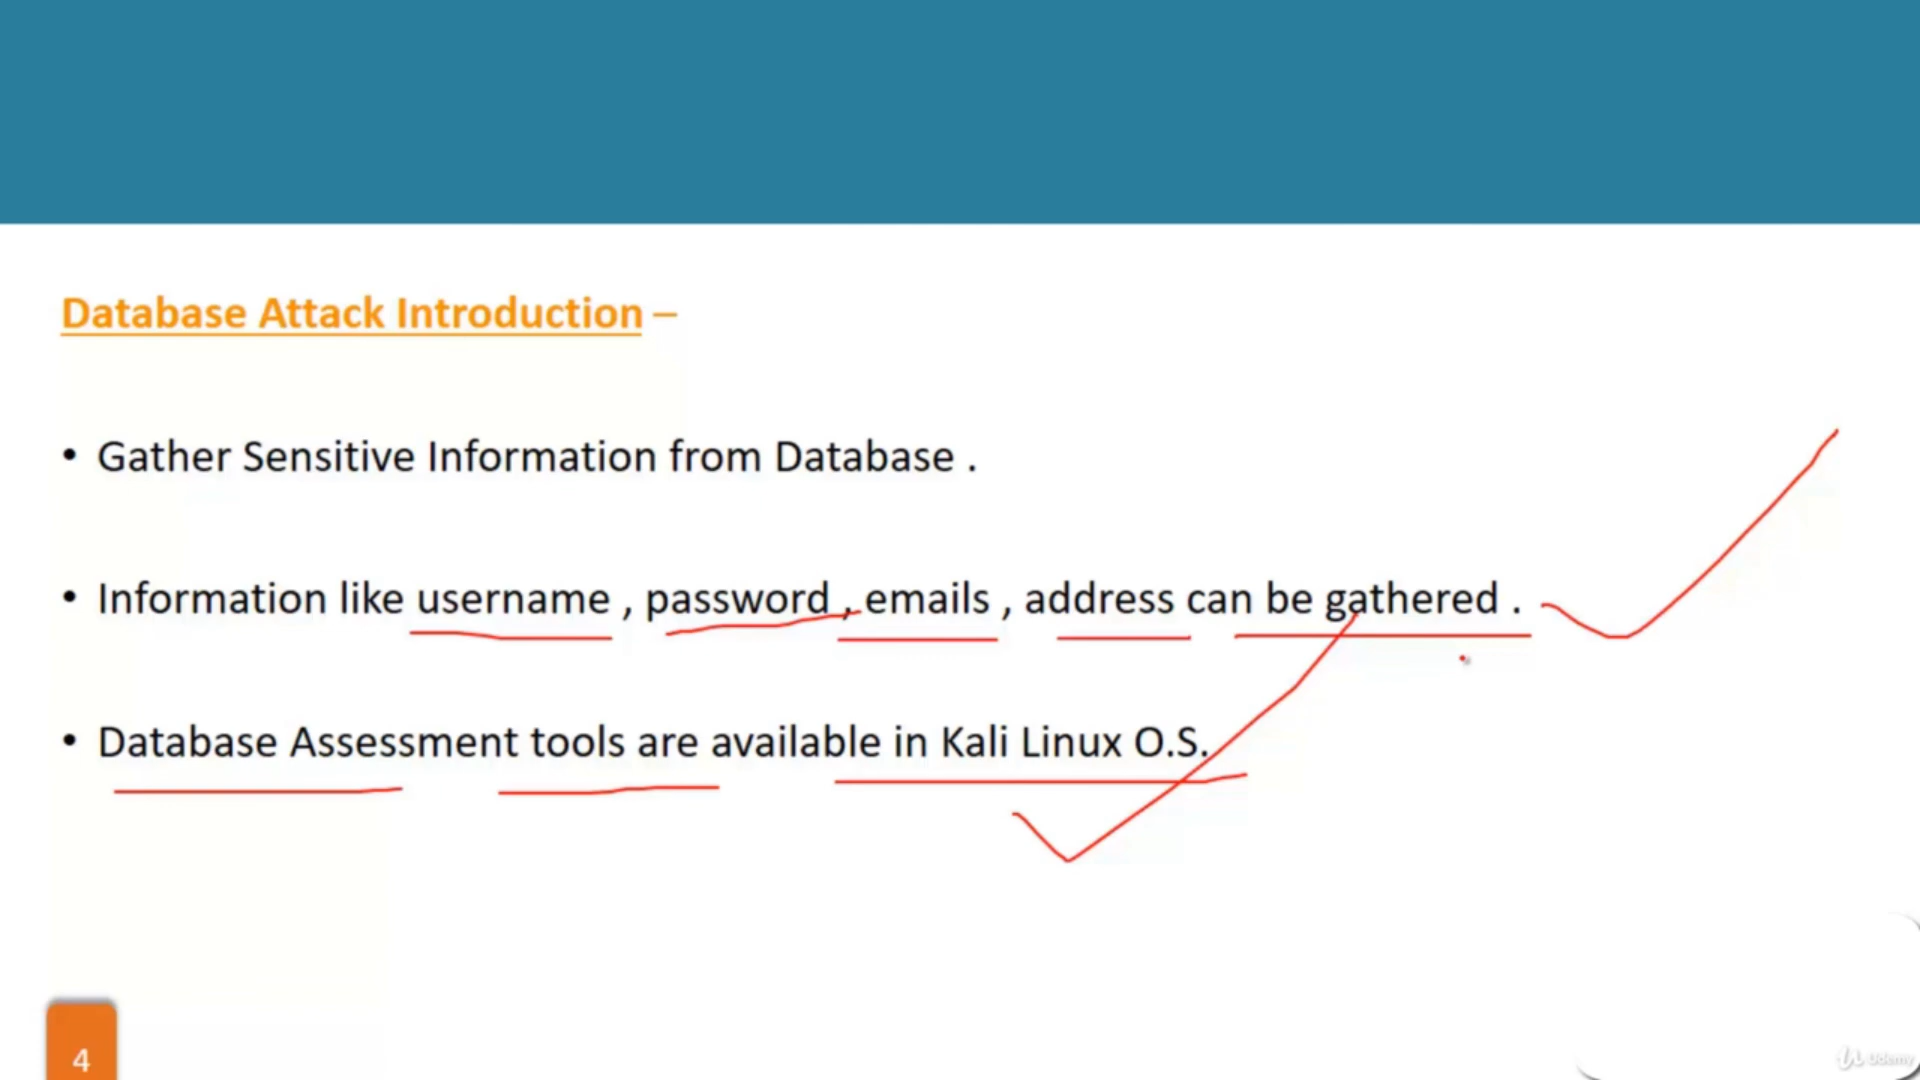 Database Attack Introduction –
• Gather Sensitive Information from Database .
• Information like username , password , emails , address can be gathered .
• Database Assessment tools are available in Kali Linux O.S.
4
Udemy